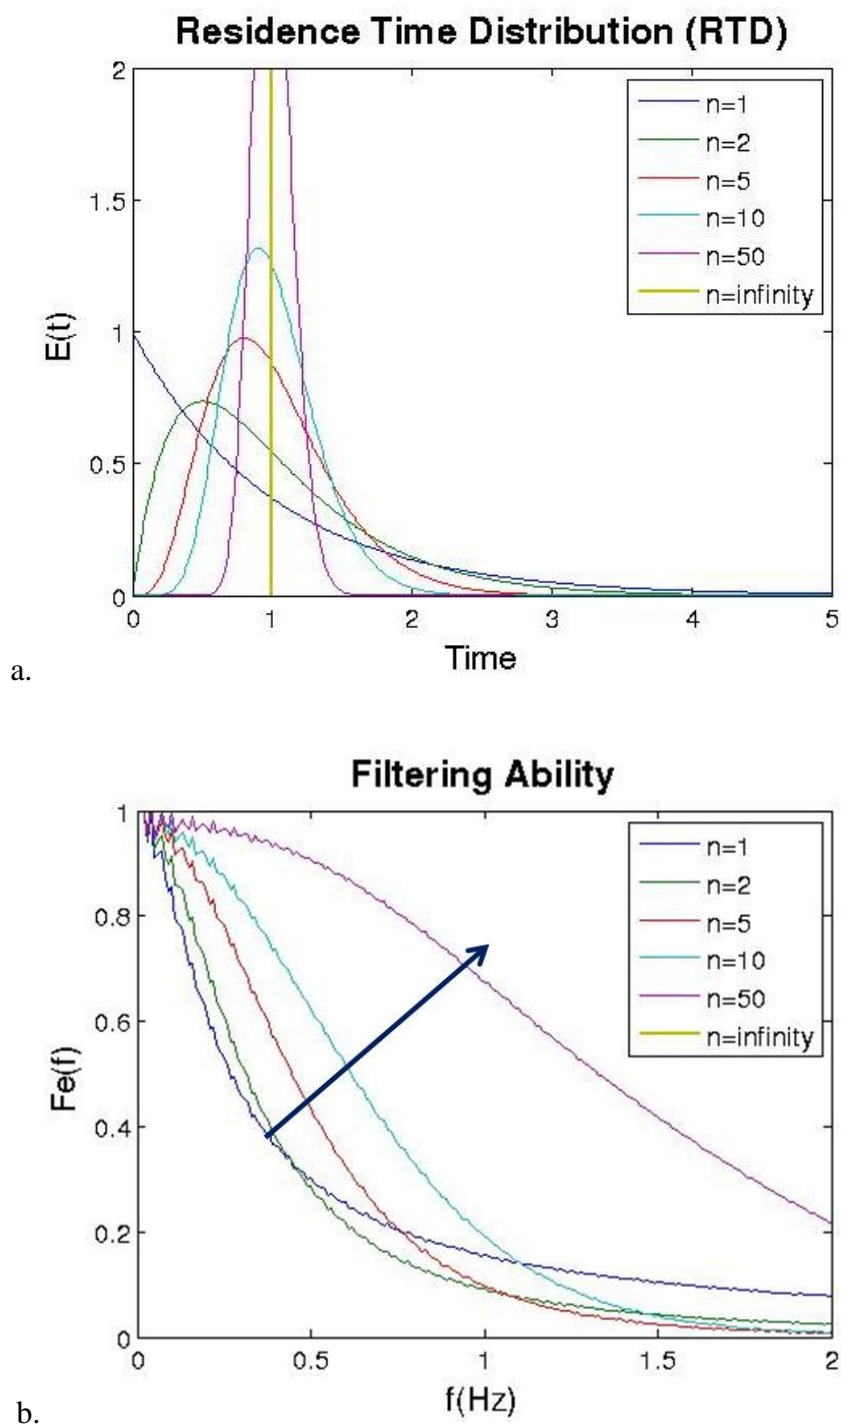 Residence Time Distribution (RTD)
2
1.5
1
0.5
0
E(t)
n=1
n=2
n=5
n=10
n=50
n=infinity
0 1 2 3 4 5
Time
a.
Filtering Ability
1
0.8
0.6
0.4
0.2
0
Fe(f)
n=1
n=2
n=5
n=10
n=50
n=infinity
0 0.5 1 1.5 2
f(Hz)
b.